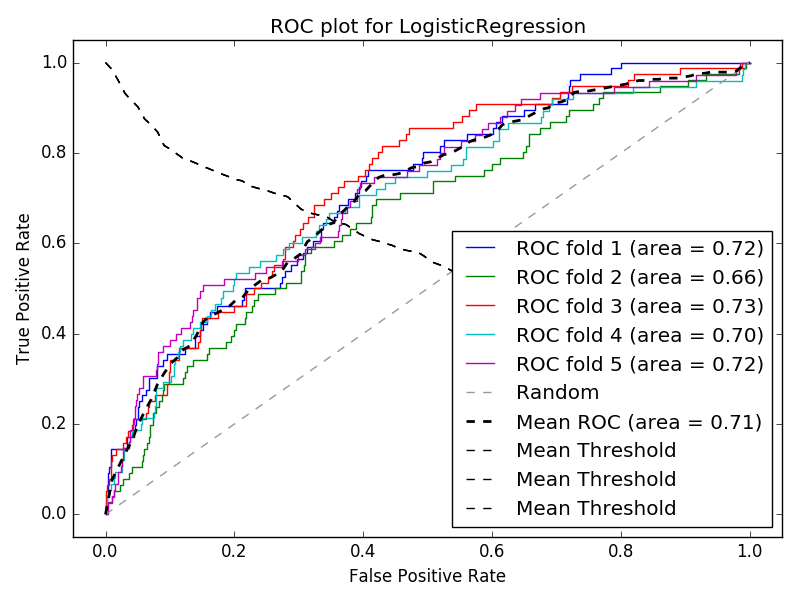 ROC plot for LogisticRegression
True Positive Rate
1.0
0.8
0.6
0.4
0.2
0.0
ROC fold 1 (area = 0.72)
ROC fold 2 (area = 0.66)
ROC fold 3 (area = 0.73)
ROC fold 4 (area = 0.70)
ROC fold 5 (area = 0.72)
Random
Mean ROC (area = 0.71)
Mean Threshold
Mean Threshold
Mean Threshold
0.0 0.2 0.4 0.6 0.8 1.0
False Positive Rate